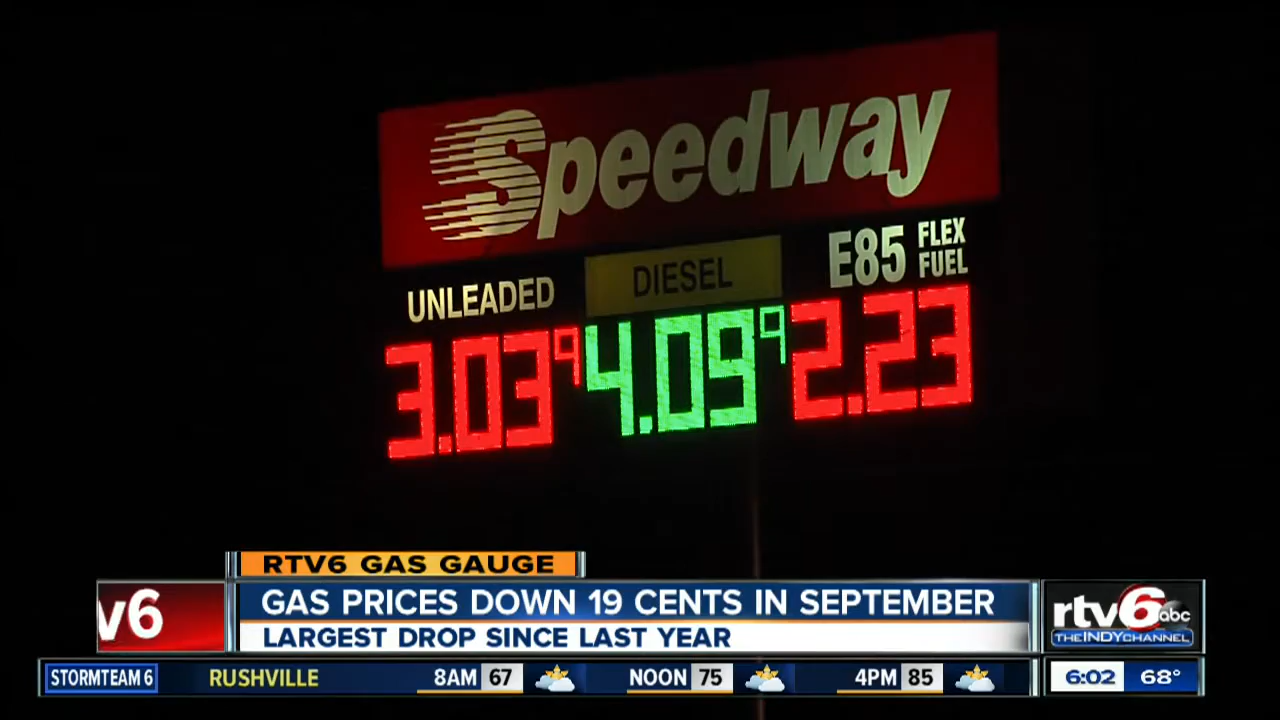 Speedway
UNLEADED DIESEL E85 FLEX FUEL
3.03⁹ 4.09⁹ 2.23
RTV6 GAS GAUGE
v6
GAS PRICES DOWN 19 CENTS IN SEPTEMBER
LARGEST DROP SINCE LAST YEAR
rtv6 abc
THE INDY CHANNEL
STORMTEAM 6 RUSHVILLE 8AM 67 NOON 75 4PM 85 6:02 68°